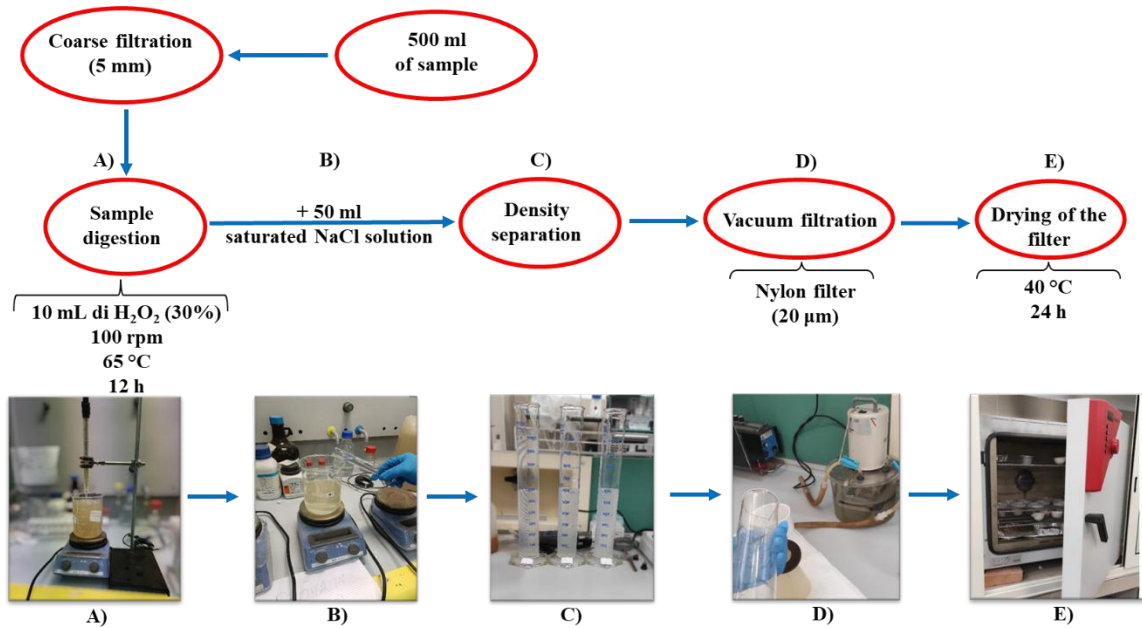 Coarse filtration
(5 mm)
500 ml
of sample
A)
B)
C)
D)
E)
Sample
digestion
+ 50 ml
saturated NaCl solution
Density
separation
Vacuum filtration
Drying of the
filter
10 mL di H₂O₂ (30%)
100 rpm
65 °C
12 h
Nylon filter
(20 µm)
40 °C
24 h
A)
B)
C)
D)
E)